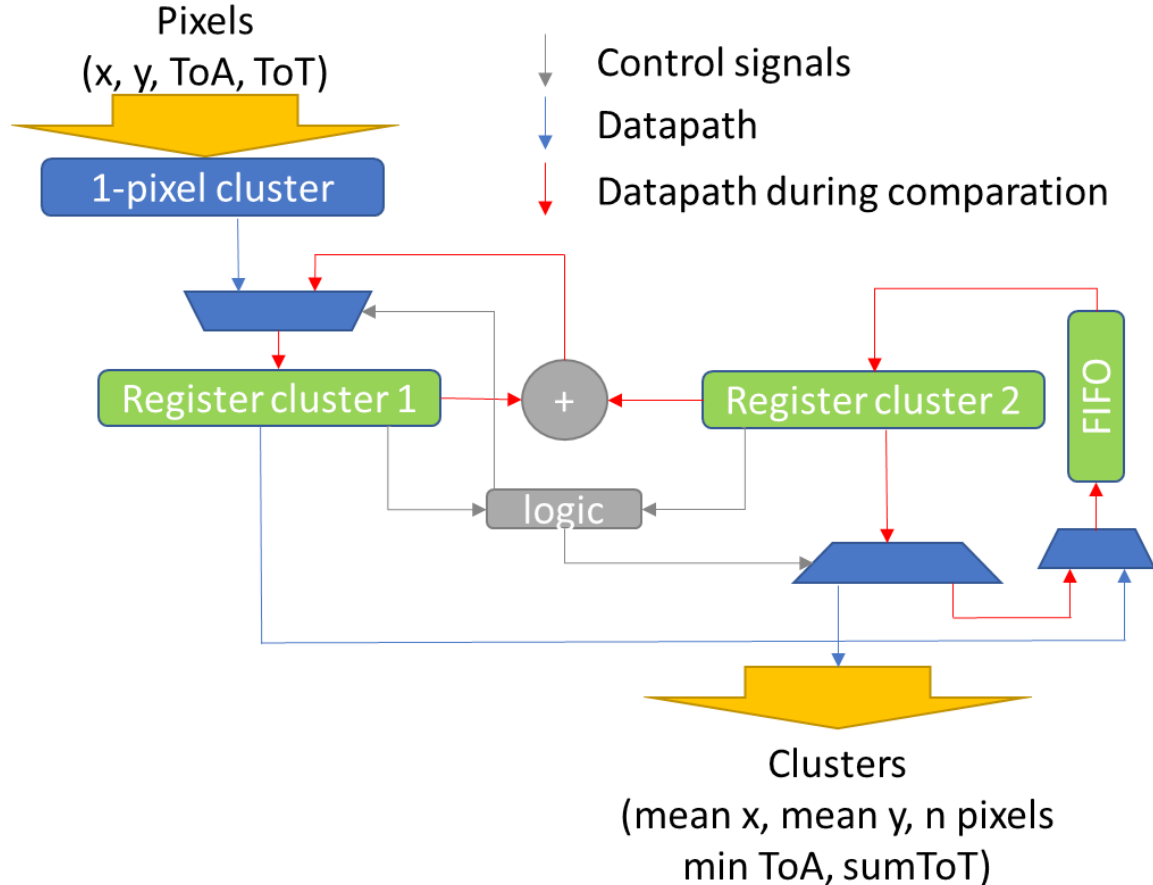 Pixels
(x, y, ToA, ToT)
Control signals
Datapath
Datapath during comparation
1-pixel cluster
Register cluster 1
+
Register cluster 2
FIFO
logic
Clusters
(mean x, mean y, n pixels
min ToA, sumToT)